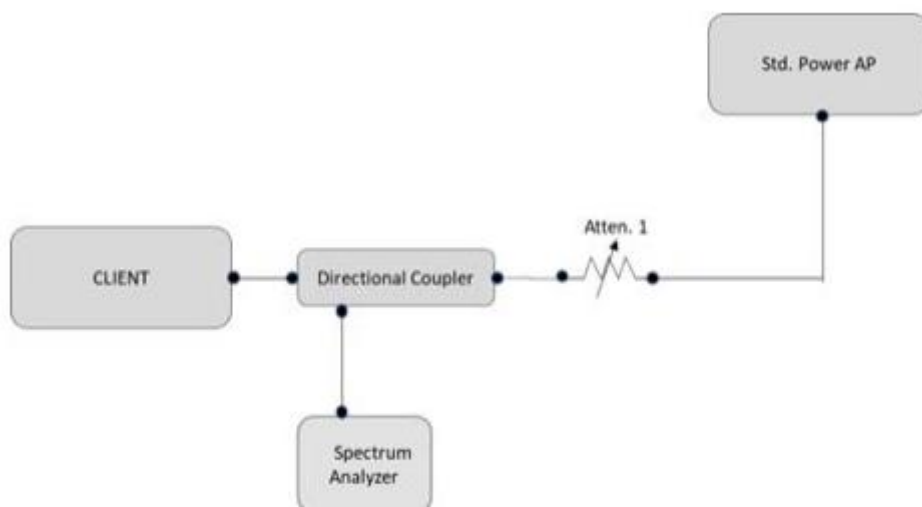 Std. Power AP
Atten. 1
CLIENT
Directional Coupler
Spectrum
Analyzer